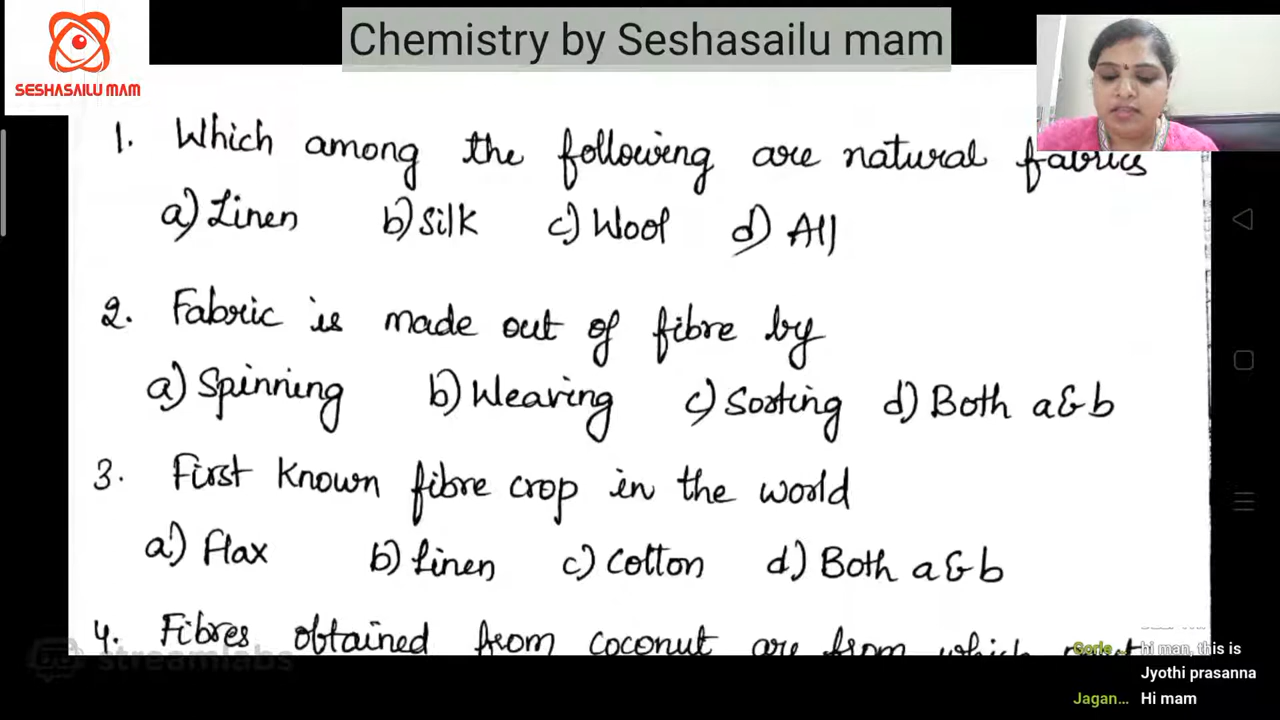 SESHASAILU MAM
Chemistry by Seshasailu mam
1. Which among the following are natural fabrics
a) Linen b) Silk c) Wool d) All
2. Fabric is made out of fibre by
a) Spinning b) Weaving c) Sorting d) Both a & b
3. First known fibre crop in the world
a) Flax b) Linen c) Cotton d) Both a & b
4. Fibres obtained from coconut are from which
streamlabs
Gorle ... hi man, this is
Jyothi prasanna
Jagan... Hi mam